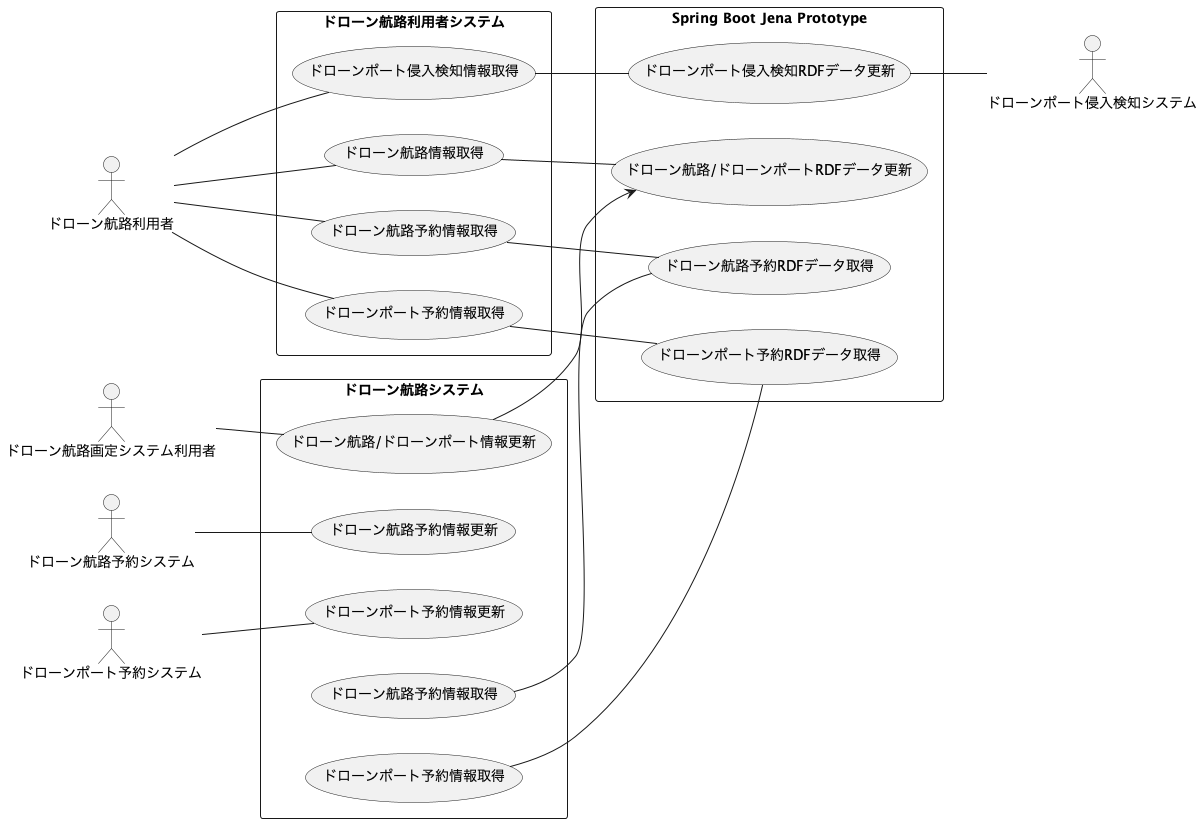 ドローン航路利用者システム
Spring Boot Jena Prototype
ドローンポート侵入検知情報取得
ドローンポート侵入検知RDFデータ更新
ドローンポート侵入検知システム
ドローン航路情報取得
ドローン航路/ドローンポートRDFデータ更新
ドローン航路利用者
ドローン航路予約情報取得
ドローン航路予約RDFデータ取得
ドローンポート予約情報取得
ドローンポート予約RDFデータ取得
ドローン航路システム
ドローン航路画定システム利用者
ドローン航路/ドローンポート情報更新
ドローン航路予約システム
ドローン航路予約情報更新
ドローンポート予約システム
ドローンポート予約情報更新
ドローン航路予約情報取得
ドローンポート予約情報取得